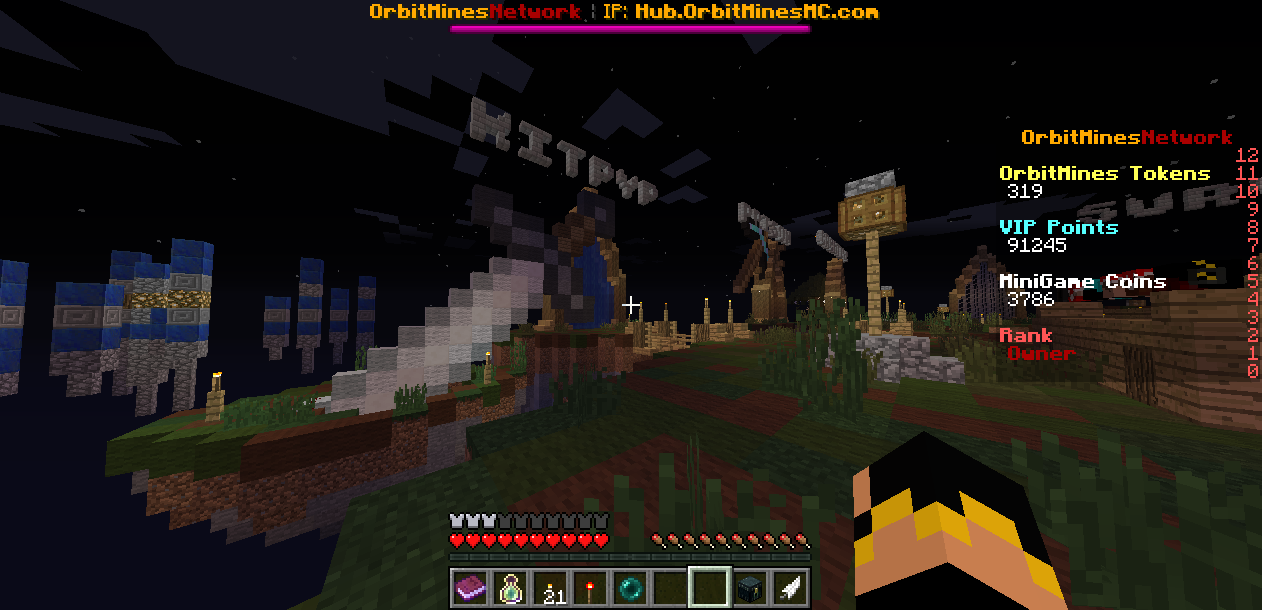 OrbitMinesNetwork ¦ IP: Hub.OrbitMinesMC.com
KITPVP
OrbitMinesNetwork
12
OrbitMines Tokens 11
319 10
9
VIP Points 8
91245 7
6
MiniGame Coins 5
3786 4
3
Rank 2
Owner 1
0
SUR
21